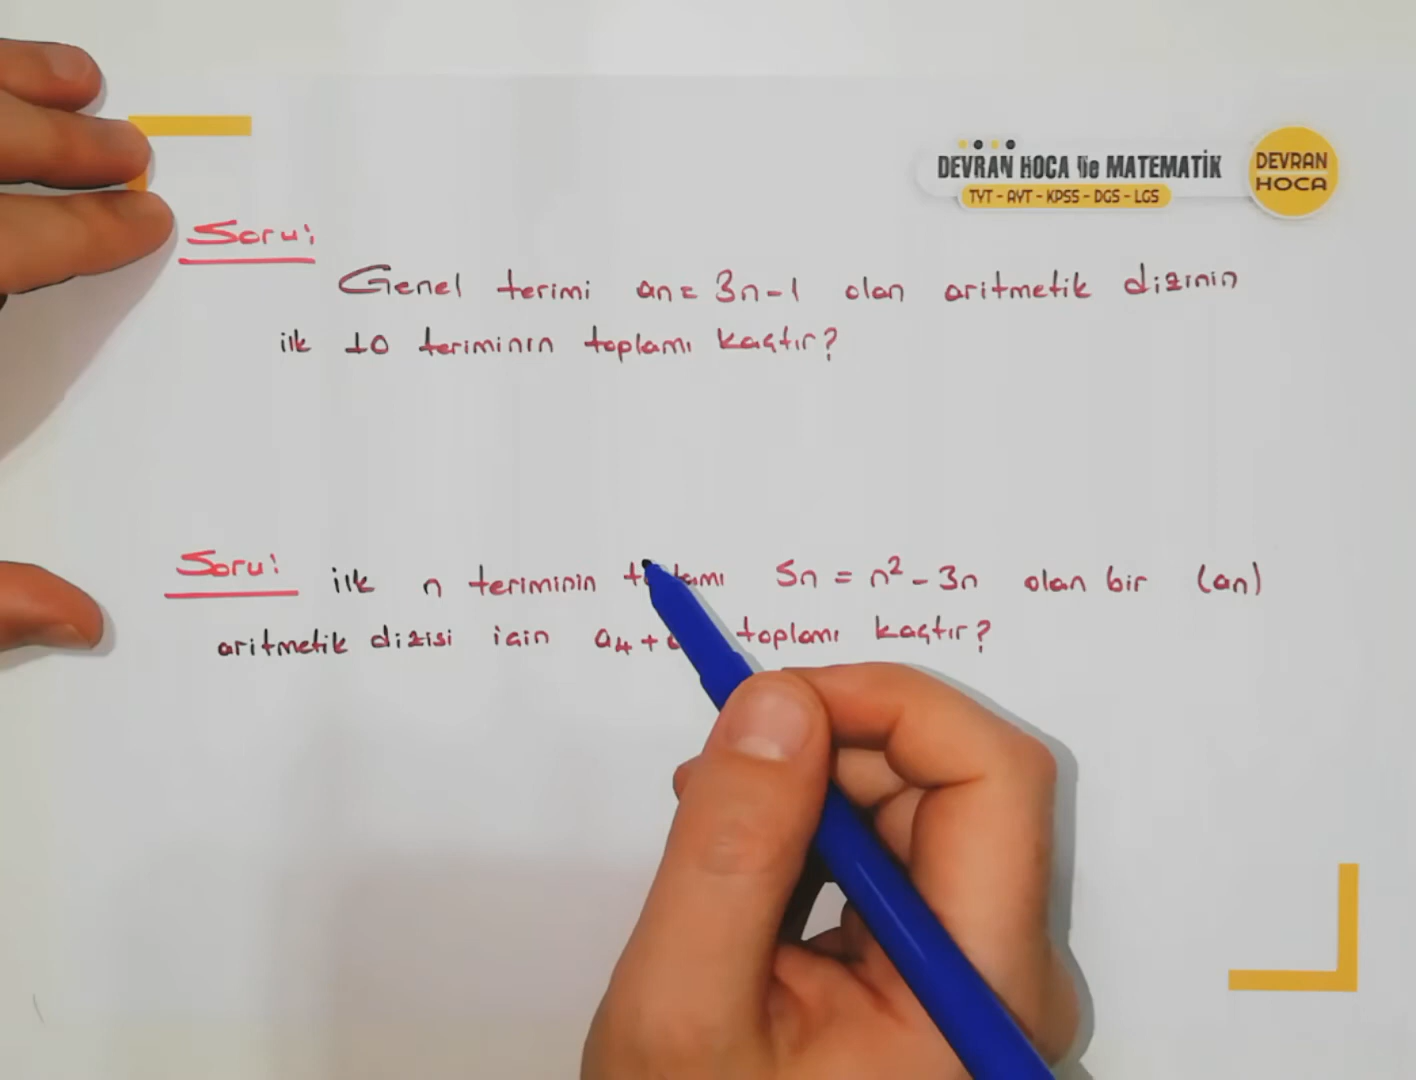 DEVRAN HOCA ile MATEMATİK
TYT - AYT - KPSS - DGS - LGS
DEVRAN
HOCA
Soru:
Genel terimi an = 3n-1 olan aritmetik dizinin
ilk 10 teriminin toplamı kaçtır?
Soru: ilk n teriminin Sn = n² - 3n olan bir (an)
aritmetik dizisi için a₄ + toplamı kaçtır?